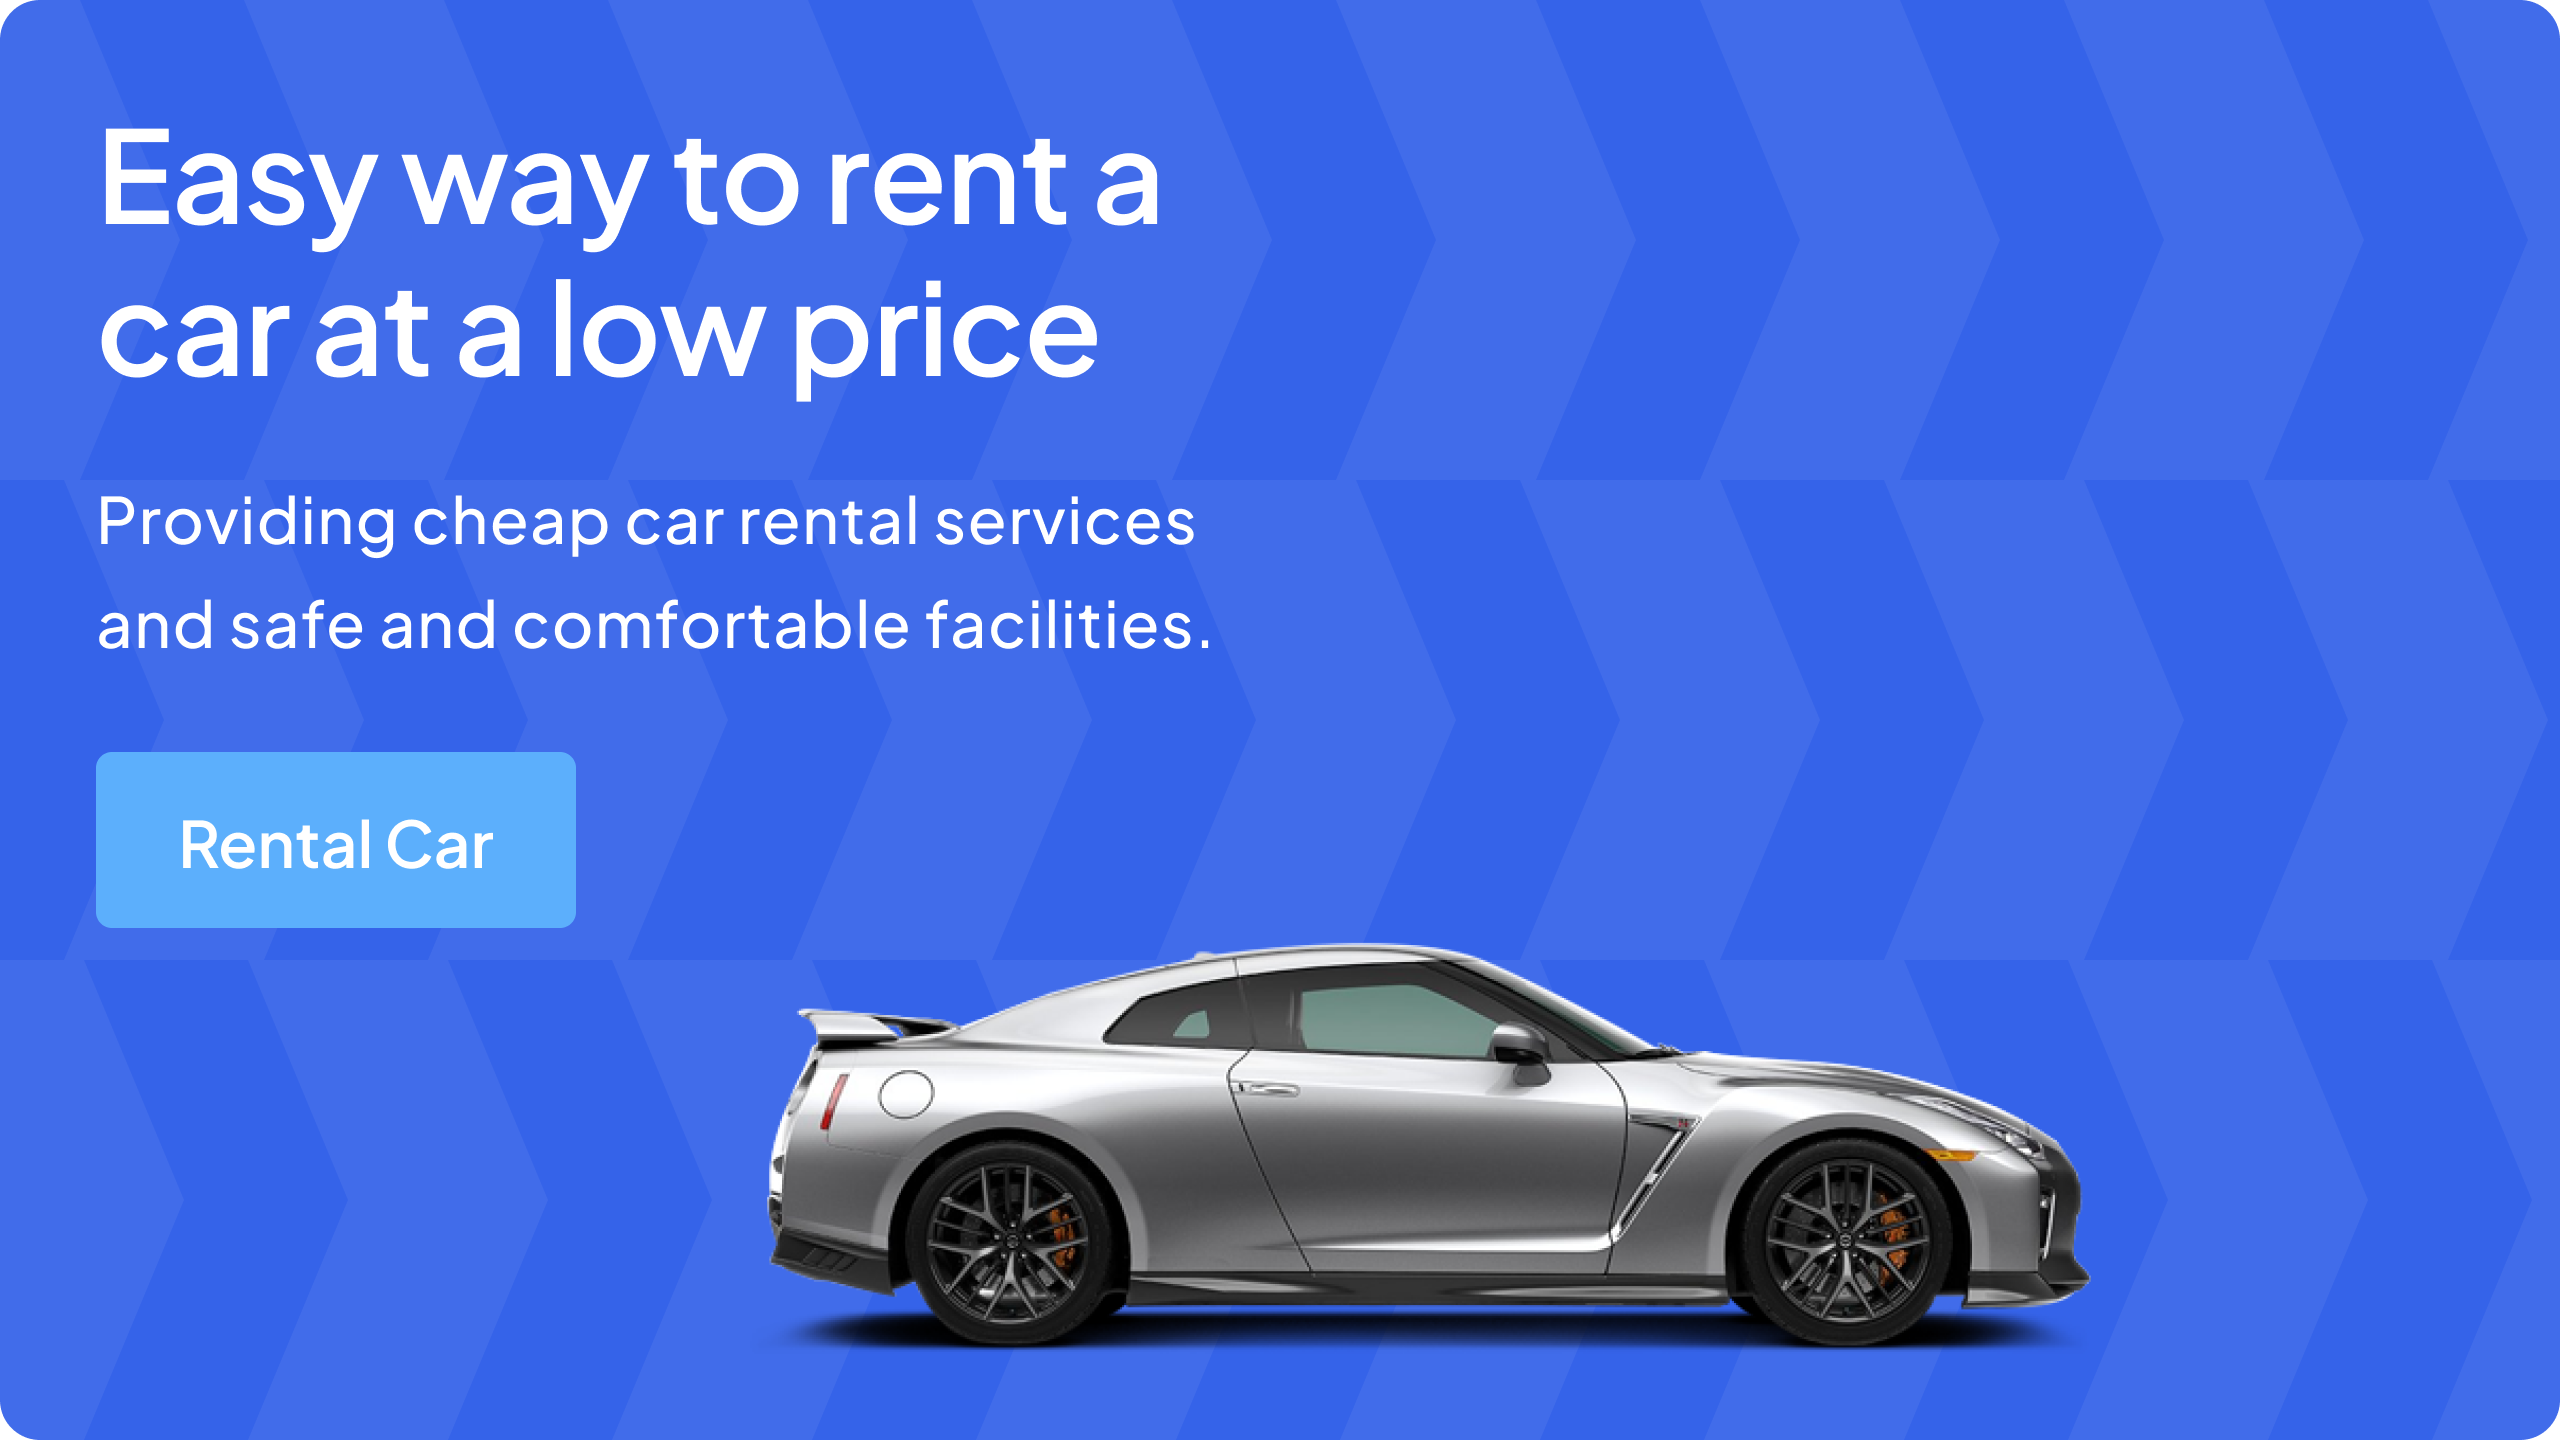 Easy way to rent a
car at a low price
Providing cheap car rental services
and safe and comfortable facilities.
Rental Car